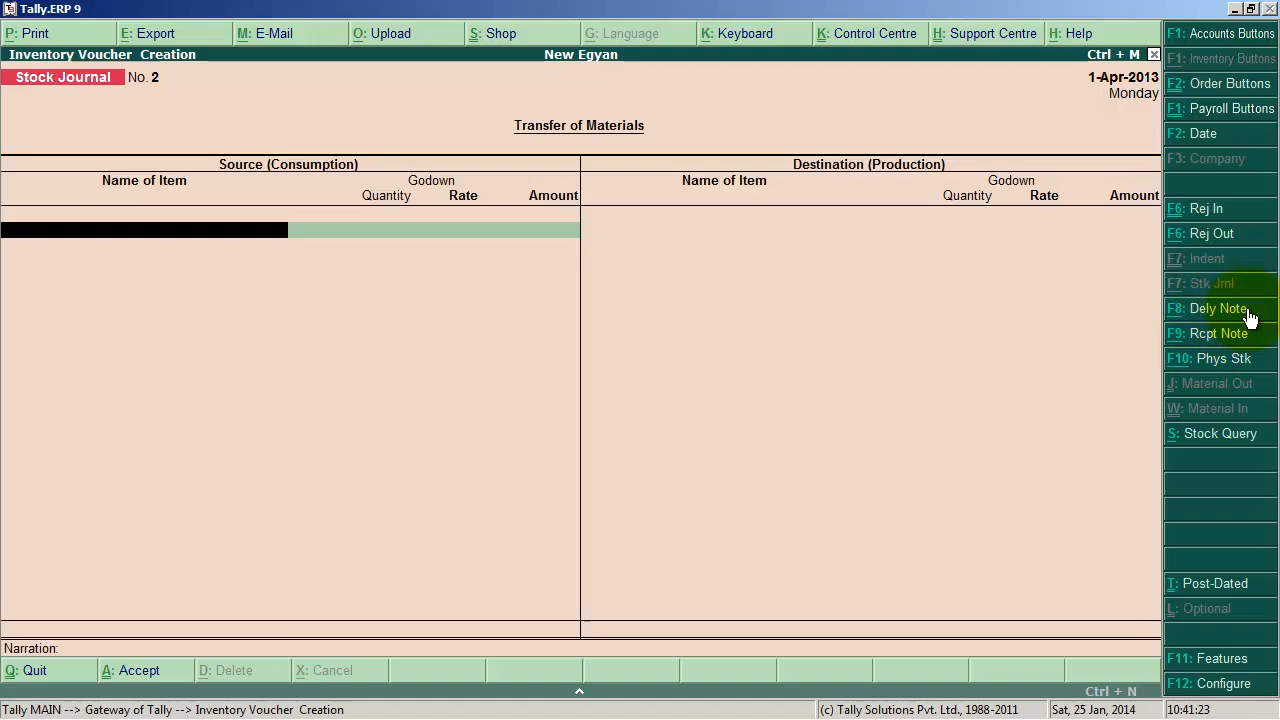 Tally.ERP 9
P: Print E: Export M: E-Mail O: Upload S: Shop G: Language K: Keyboard K: Control Centre H: Support Centre H: Help
Inventory Voucher Creation New Egyan Ctrl + M
Stock Journal No. 2 1-Apr-2013
Monday
Transfer of Materials
Source (Consumption) Destination (Production)
Name of Item Godown Name of Item Godown
Quantity Rate Amount Quantity Rate Amount
Narration:
Q: Quit A: Accept D: Delete X: Cancel
Ctrl + N
Tally MAIN --> Gateway of Tally --> Inventory Voucher Creation (c) Tally Solutions Pvt. Ltd., 1988-2011 Sat, 25 Jan, 2014 10:41:23
F1: Accounts Buttons
F1: Inventory Buttons
F2: Order Buttons
F1: Payroll Buttons
F2: Date
F3: Company
F6: Rej In
F6: Rej Out
F7: Indent
F7: Stk Jrnl
F8: Dely Note
F9: Rcpt Note
F10: Phys Stk
J: Material Out
W: Material In
S: Stock Query
T: Post-Dated
L: Optional
F11: Features
F12: Configure